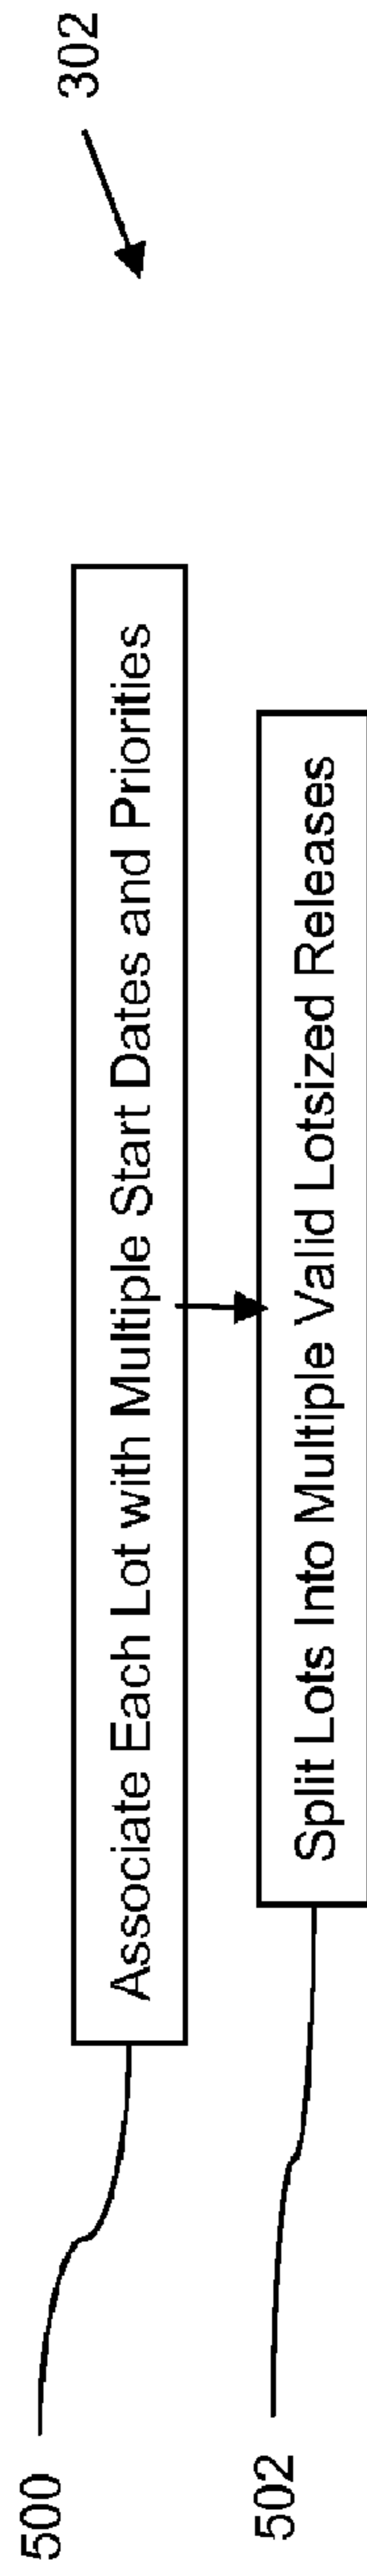 302
500
Associate Each Lot with Multiple Start Dates and Priorities
502
Split Lots Into Multiple Valid Lotsized Releases